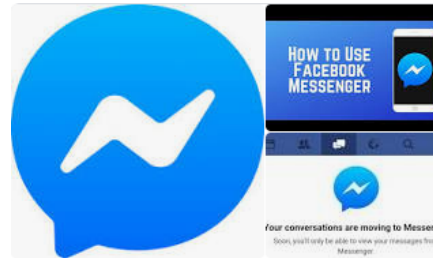 HOW TO USE
FACEBOOK
MESSENGER
Your conversations are moving to Messen
Soon, you'll only be able to view your messages from
Messenger.